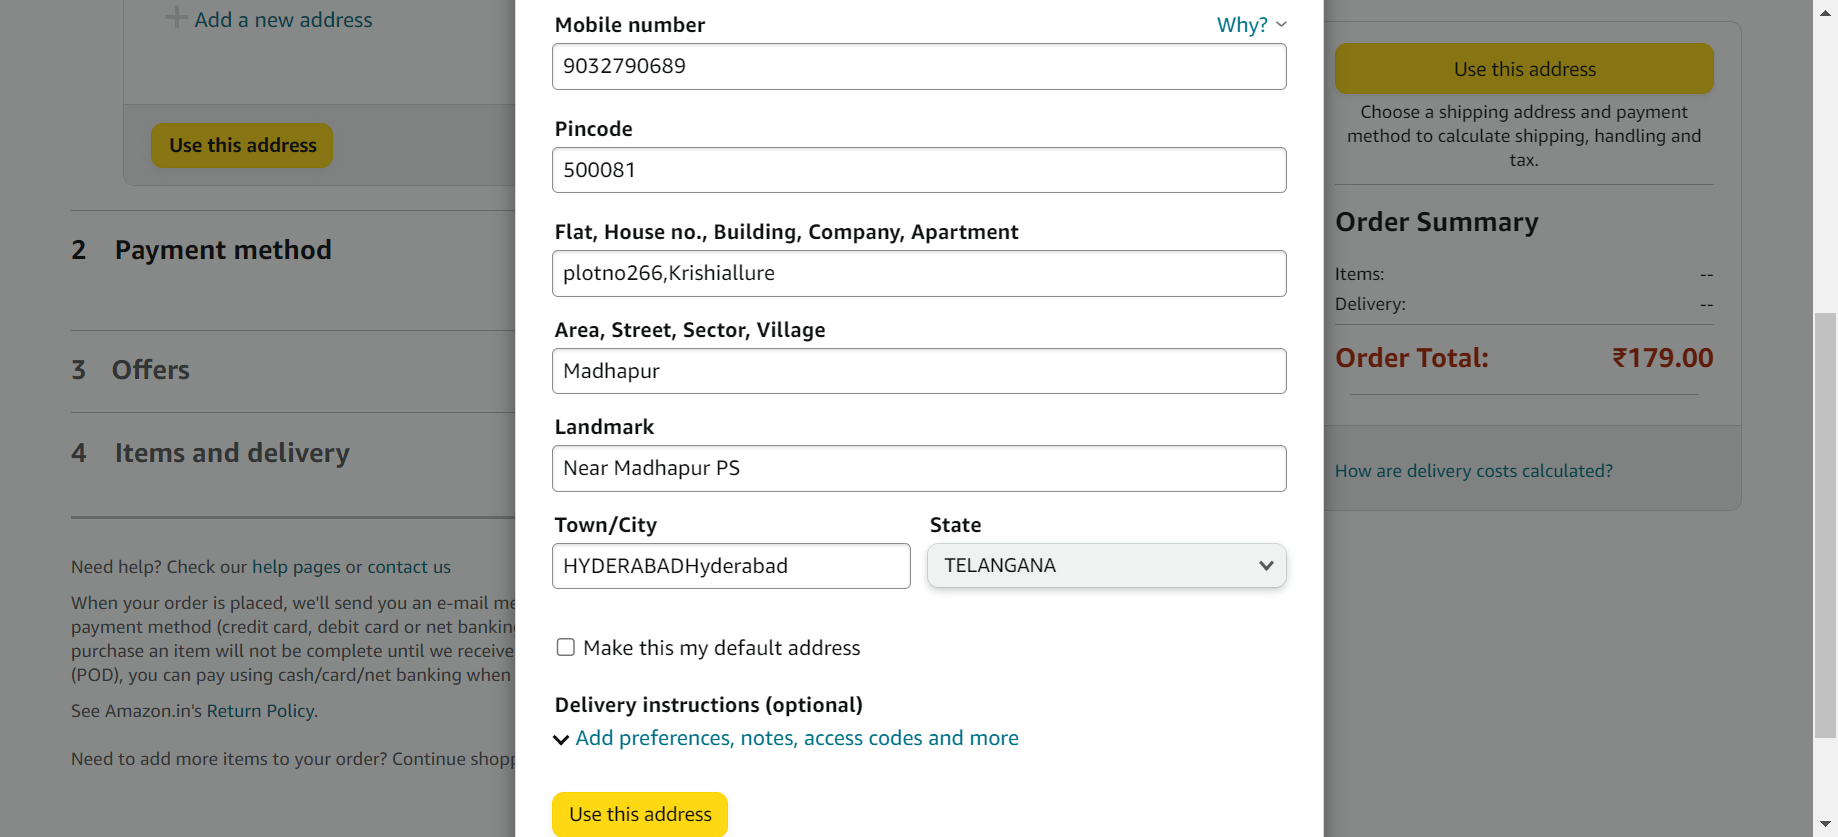 Add a new address
Use this address
2 Payment method
3 Offers
4 Items and delivery
Need help? Check our help pages or contact us
When your order is placed, we'll send you an e-mail me
payment method (credit card, debit card or net bankin
purchase an item will not be complete until we receive
(POD), you can pay using cash/card/net banking when
See Amazon.in's Return Policy.
Need to add more items to your order? Continue shopp
Mobile number Why?
9032790689
Pincode
500081
Flat, House no., Building, Company, Apartment
plotno266,Krishiallure
Area, Street, Sector, Village
Madhapur
Landmark
Near Madhapur PS
Town/City State
HYDERABADHyderabad TELANGANA
Make this my default address
Delivery instructions (optional)
Add preferences, notes, access codes and more
Use this address
Use this address
Choose a shipping address and payment
method to calculate shipping, handling and
tax.
Order Summary
Items: --
Delivery: --
Order Total: ₹179.00
How are delivery costs calculated?